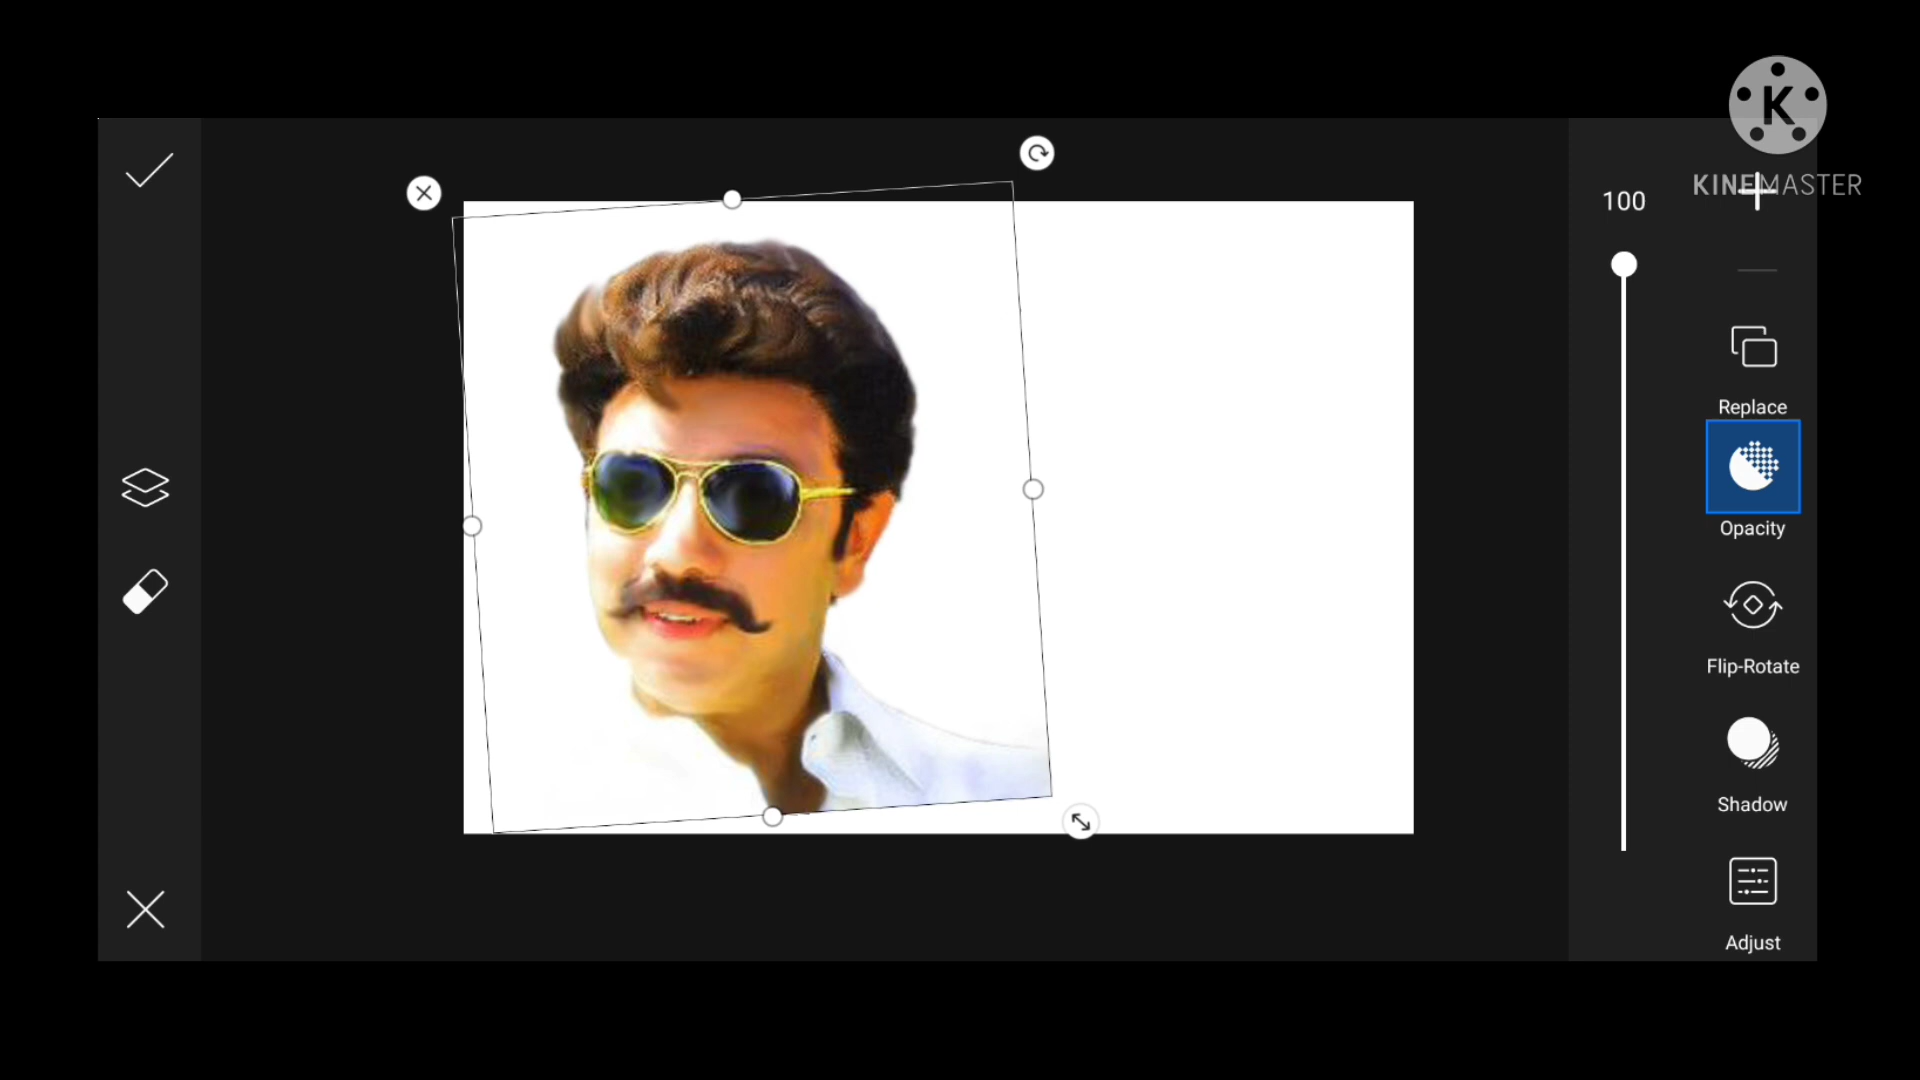 KINEMASTER
100
Replace
Opacity
Flip-Rotate
Shadow
Adjust